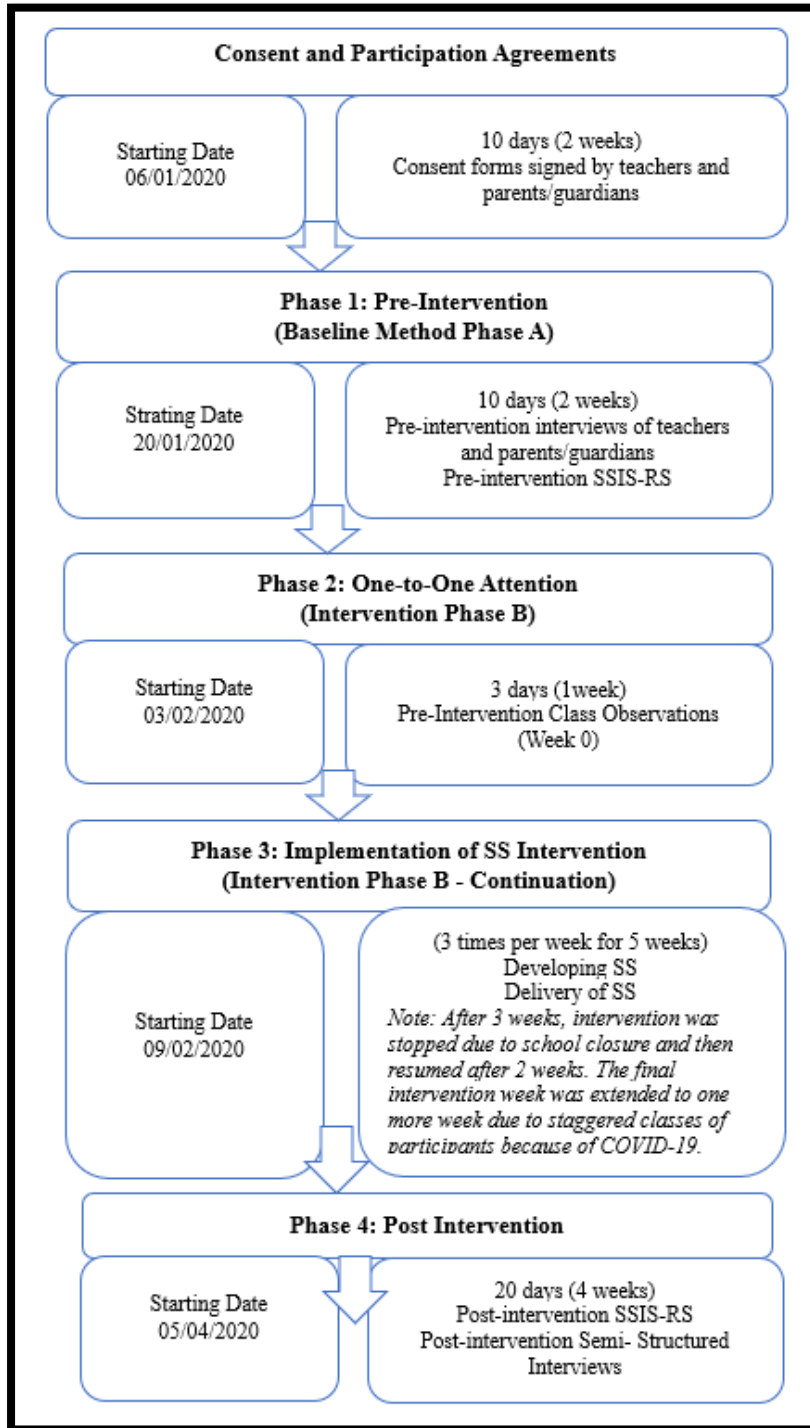 Consent and Participation Agreements
Starting Date
06/01/2020
10 days (2 weeks)
Consent forms signed by teachers and
parents/guardians
Phase 1: Pre-Intervention
(Baseline Method Phase A)
Strating Date
20/01/2020
10 days (2 weeks)
Pre-intervention interviews of teachers
and parents/guardians
Pre-intervention SSIS-RS
Phase 2: One-to-One Attention
(Intervention Phase B)
Starting Date
03/02/2020
3 days (1week)
Pre-Intervention Class Observations
(Week 0)
Phase 3: Implementation of SS Intervention
(Intervention Phase B - Continuation)
Starting Date
09/02/2020
(3 times per week for 5 weeks)
Developing SS
Delivery of SS
Note: After 3 weeks, intervention was
stopped due to school closure and then
resumed after 2 weeks. The final
intervention week was extended to one
more week due to staggered classes of
participants because of COVID-19.
Phase 4: Post Intervention
Starting Date
05/04/2020
20 days (4 weeks)
Post-intervention SSIS-RS
Post-intervention Semi- Structured
Interviews